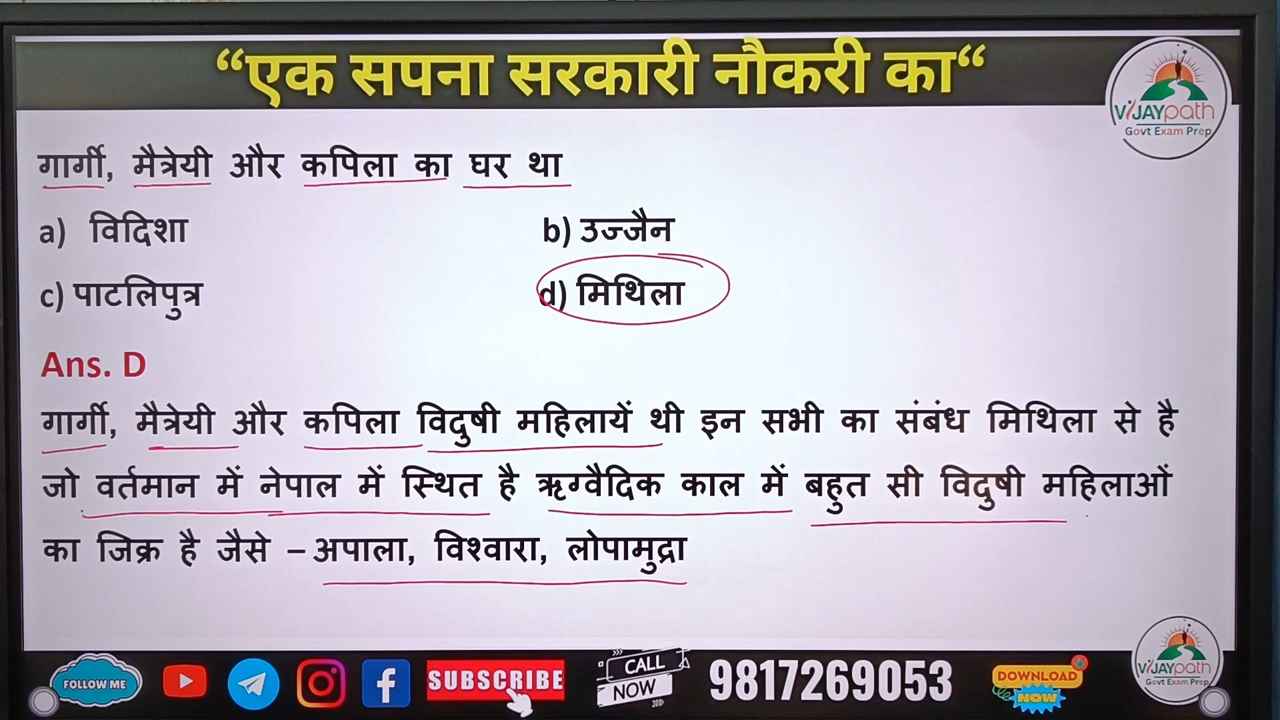 “एक सपना सरकारी नौकरी का“
ViJAYpath
Govt Exam Prep
गार्गी, मैत्रेयी और कपिला का घर था
a) विदिशा
b) उज्जैन
c) पाटलिपुत्र
d) मिथिला
Ans. D
गार्गी, मैत्रेयी और कपिला विदुषी महिलायें थी इन सभी का संबंध मिथिला से है
जो वर्तमान में नेपाल में स्थित है ऋग्वैदिक काल में बहुत सी विदुषी महिलाओं
का जिक्र है जैसे – अपाला, विश्वारा, लोपामुद्रा
FOLLOW ME
SUBSCRIBE
CALL
NOW
9817269053
DOWNLOAD
NOW
ViJAYpath
Govt Exam Prep